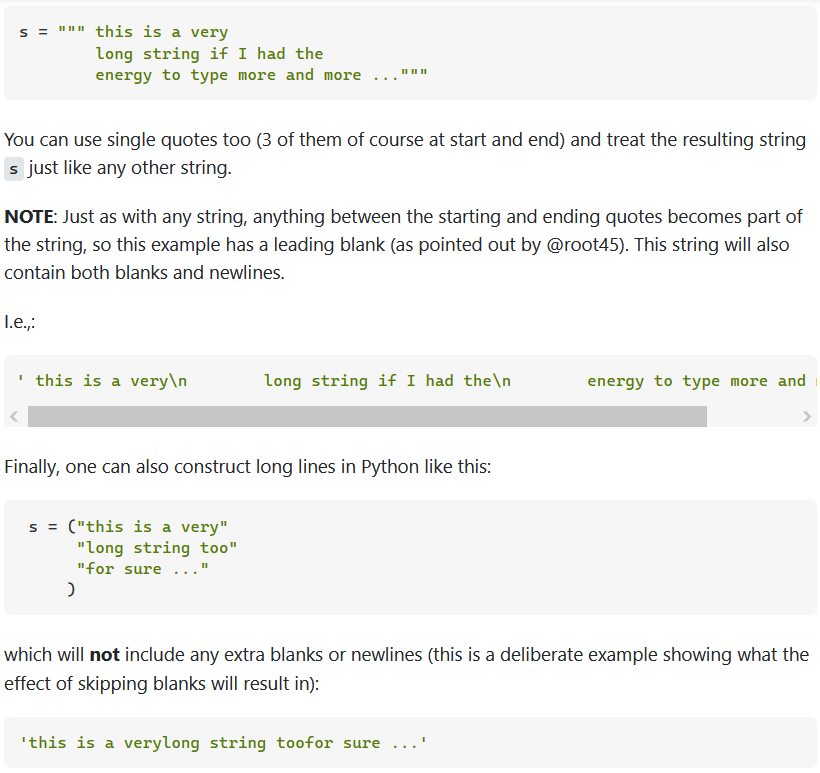 s = """ this is a very
        long string if I had the
        energy to type more and more ..."""
You can use single quotes too (3 of them of course at start and end) and treat the resulting string
s just like any other string.
NOTE: Just as with any string, anything between the starting and ending quotes becomes part of
the string, so this example has a leading blank (as pointed out by @root45). This string will also
contain both blanks and newlines.
I.e.,:
' this is a very\n        long string if I had the\n        energy to type more and
Finally, one can also construct long lines in Python like this:
s = ("this is a very"
     "long string too"
     "for sure ..."
    )
which will not include any extra blanks or newlines (this is a deliberate example showing what the
effect of skipping blanks will result in):
'this is a verylong string toofor sure ...'